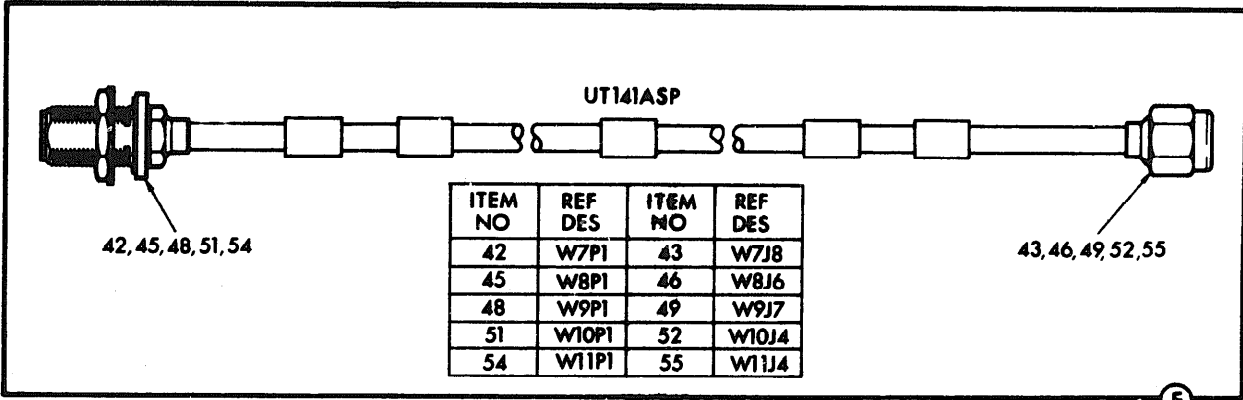 UT141ASP
42, 45, 48, 51, 54
43, 46, 49, 52, 55
ITEM NO REF DES ITEM NO REF DES
42 W7P1 43 W7J8
45 W8P1 46 W8J6
48 W9P1 49 W9J7
51 W10P1 52 W10J4
54 W11P1 55 W11J4